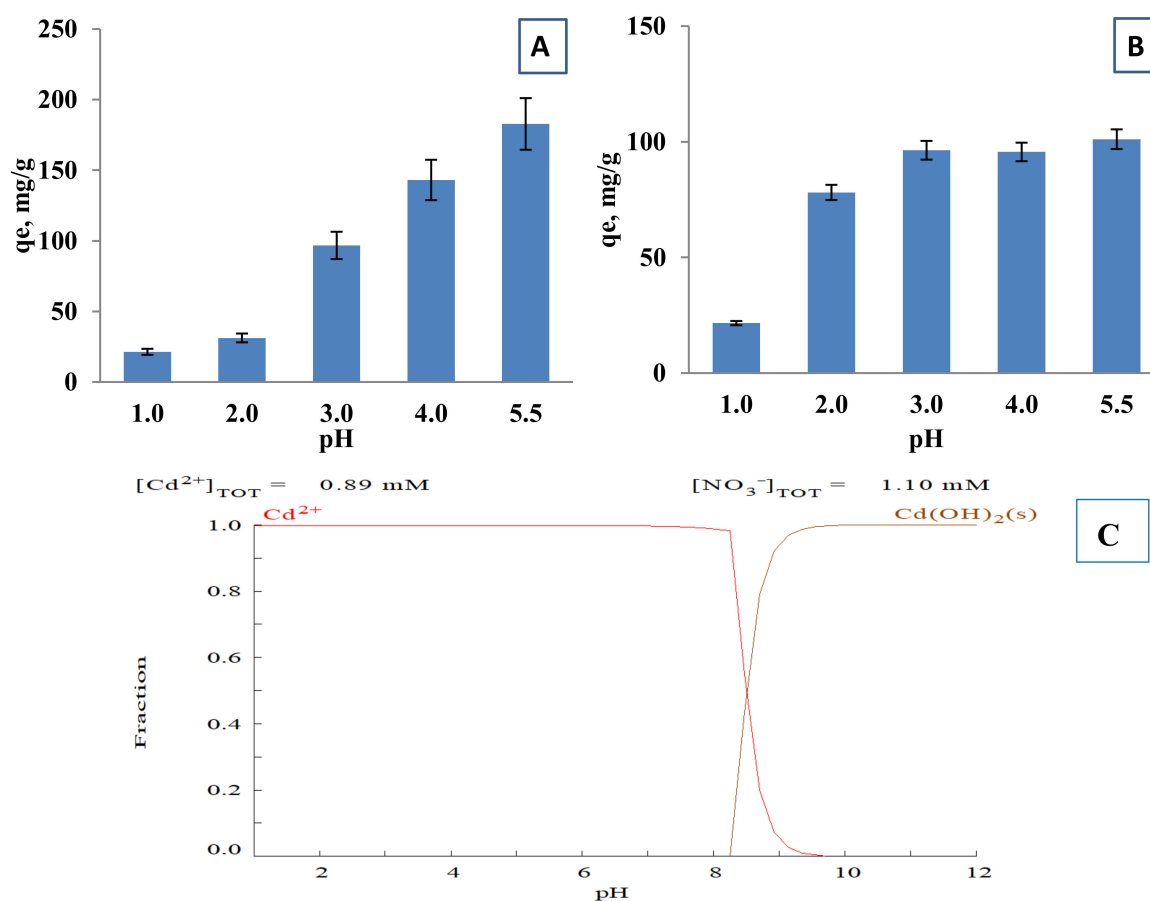 A
250
200
150
100
50
0
qe, mg/g
1.0 2.0 3.0 4.0 5.5
pH
B
150
100
50
0
qe, mg/g
1.0 2.0 3.0 4.0 5.5
pH
[Cd²⁺]TOT = 0.89 mM
[NO₃⁻]TOT = 1.10 mM
C
Cd²⁺
Cd(OH)₂(s)
1.0
0.8
0.6
0.4
0.2
0.0
Fraction
2 4 6 8 10 12
pH